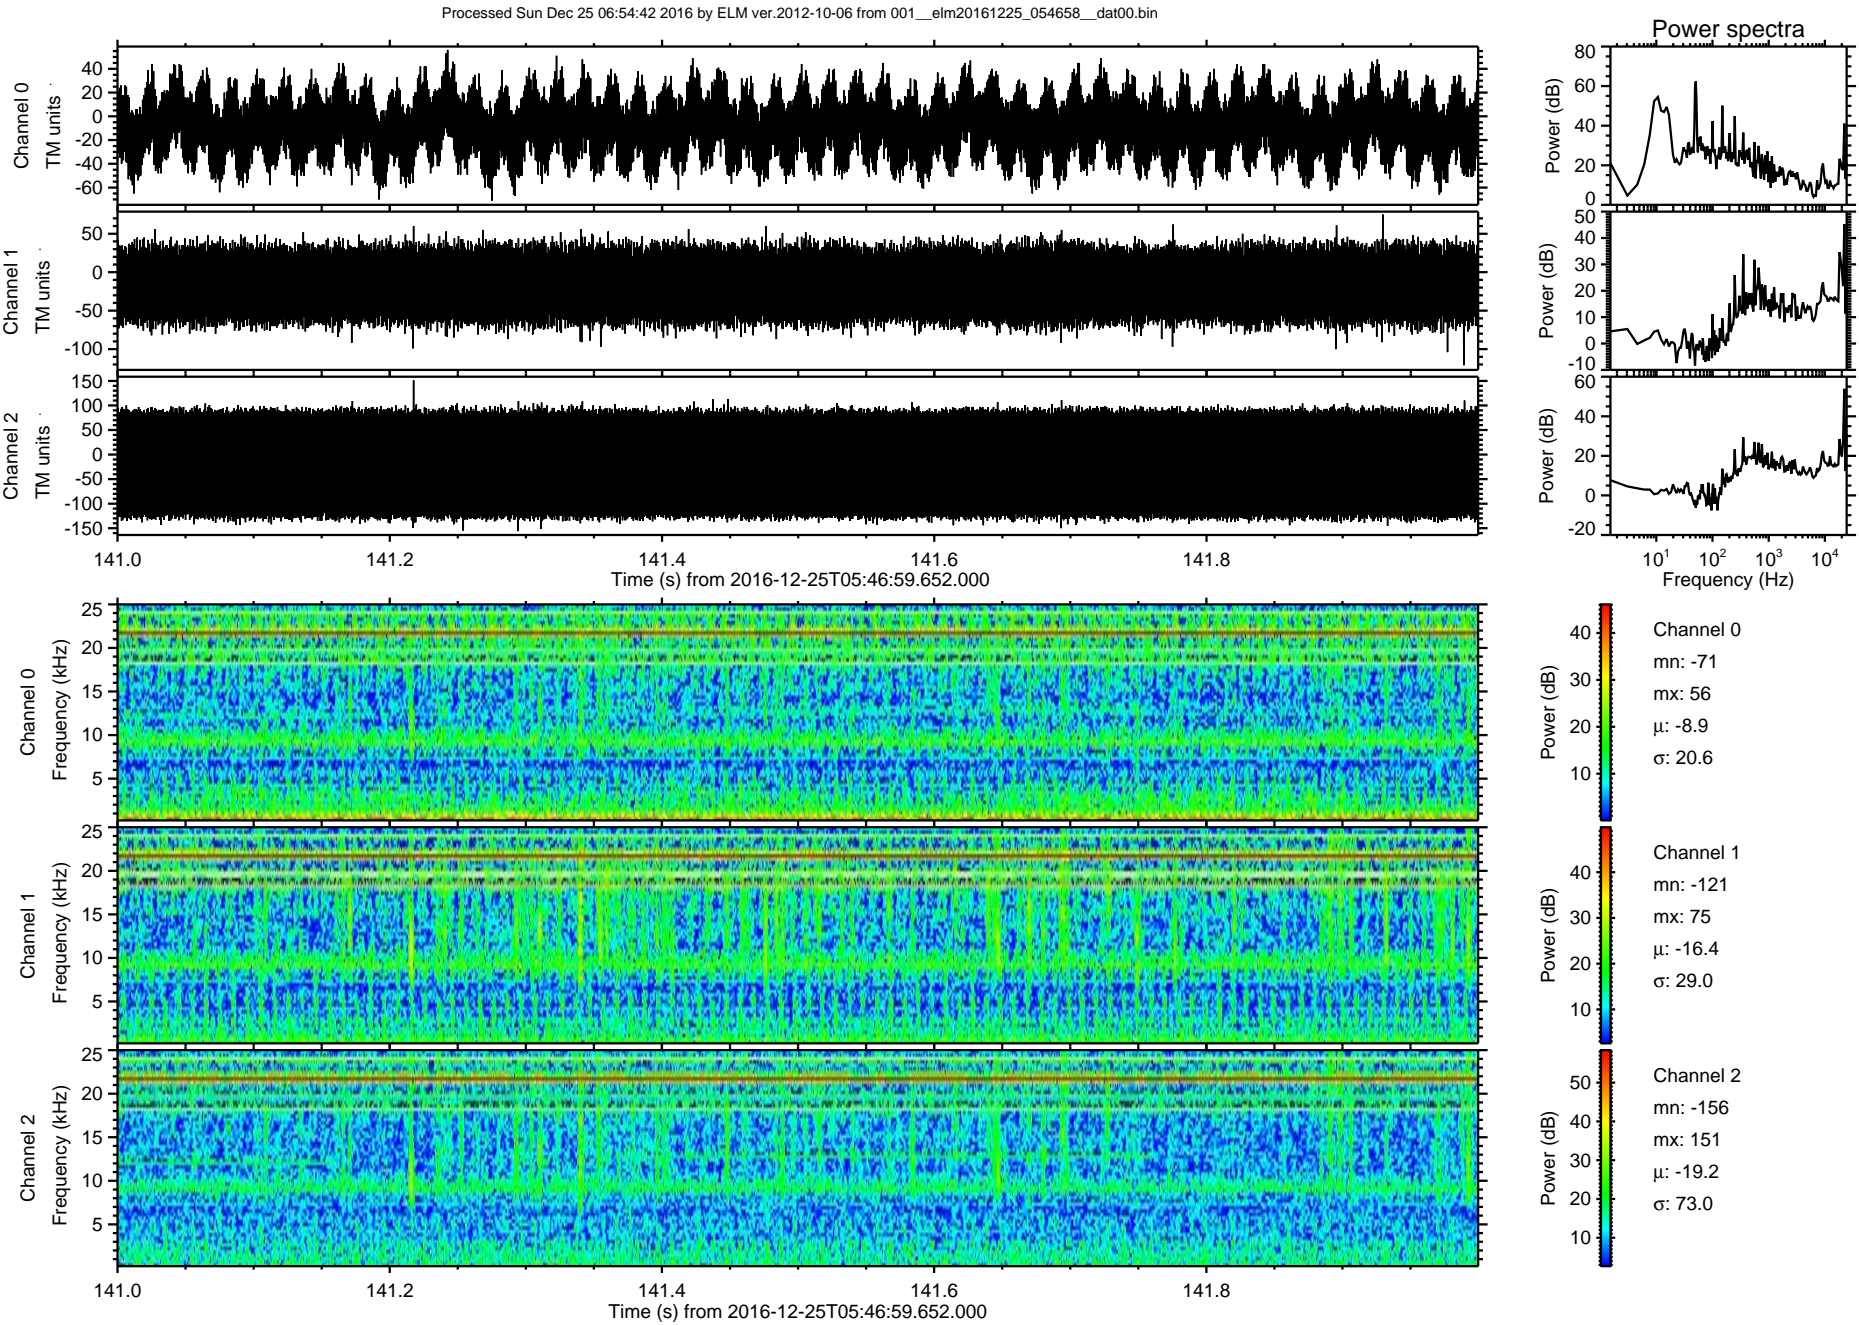 Processed Sun Dec 25 06:54:42 2016 by ELM ver.2012-10-06 from 001__elm20161225_054658__dat00.bin
Power spectra
Channel 0
TM units
40
20
0
-20
-40
-60
Power (dB)
80
60
40
20
0
Channel 1
TM units
50
0
-50
-100
Power (dB)
50
40
30
20
10
0
-10
Channel 2
TM units
150
100
50
0
-50
-100
-150
Power (dB)
60
40
20
0
-20
141.0 141.2 141.4 141.6 141.8
Time (s) from 2016-12-25T05:46:59.652.000
10¹ 10² 10³ 10⁴
Frequency (Hz)
Channel 0
Frequency (kHz)
25
20
15
10
5
Power (dB)
40
30
20
10
Channel 0
mn: -71
mx: 56
µ: -8.9
σ: 20.6
Channel 1
Frequency (kHz)
25
20
15
10
5
Power (dB)
40
30
20
10
Channel 1
mn: -121
mx: 75
µ: -16.4
σ: 29.0
Channel 2
Frequency (kHz)
25
20
15
10
5
Power (dB)
50
40
30
20
10
Channel 2
mn: -156
mx: 151
µ: -19.2
σ: 73.0
141.0 141.2 141.4 141.6 141.8
Time (s) from 2016-12-25T05:46:59.652.000